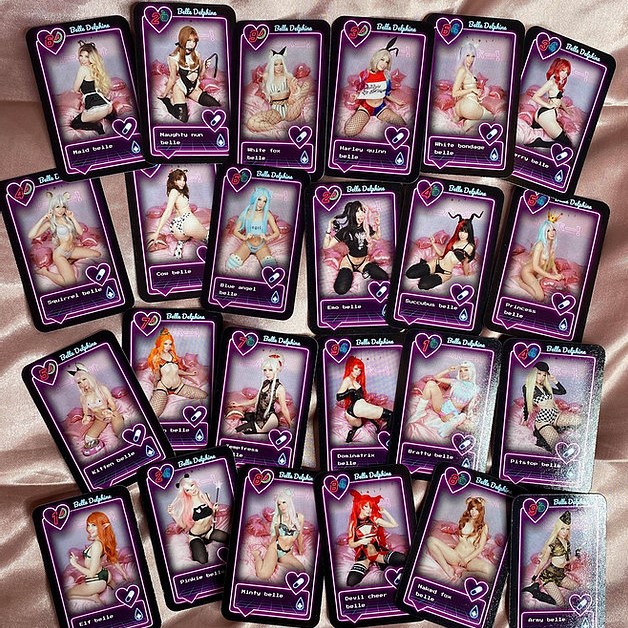 Belle Delphine
Maid belle
Belle Delphine
Naughty nun
belle
Belle Delphine
White fox
belle
Belle Delphine
Harley quinn
belle
Belle Delphine
White bondage
belle
Belle Delphine
belle
Squirrel belle
Cow belle
Belle Delphine
Blue angel
belle
Belle Delphine
Emo belle
Belle Delphine
Succubus belle
Belle Delphine
Princess
belle
Belle Delphine
Kitten belle
Belle Delphine
belle
Belle Delphine
Temptress
Belle Delphine
Dominatrix
belle
Belle Delphine
Bratty belle
Belle Delphine
Pitstop belle
Belle Delphine
Elf belle
Belle Delphine
Pinkie belle
Belle Delphine
Minty belle
Belle Delphine
Devil cheer
belle
Belle Delphine
Naked fox
belle
Belle Delphine
Army belle